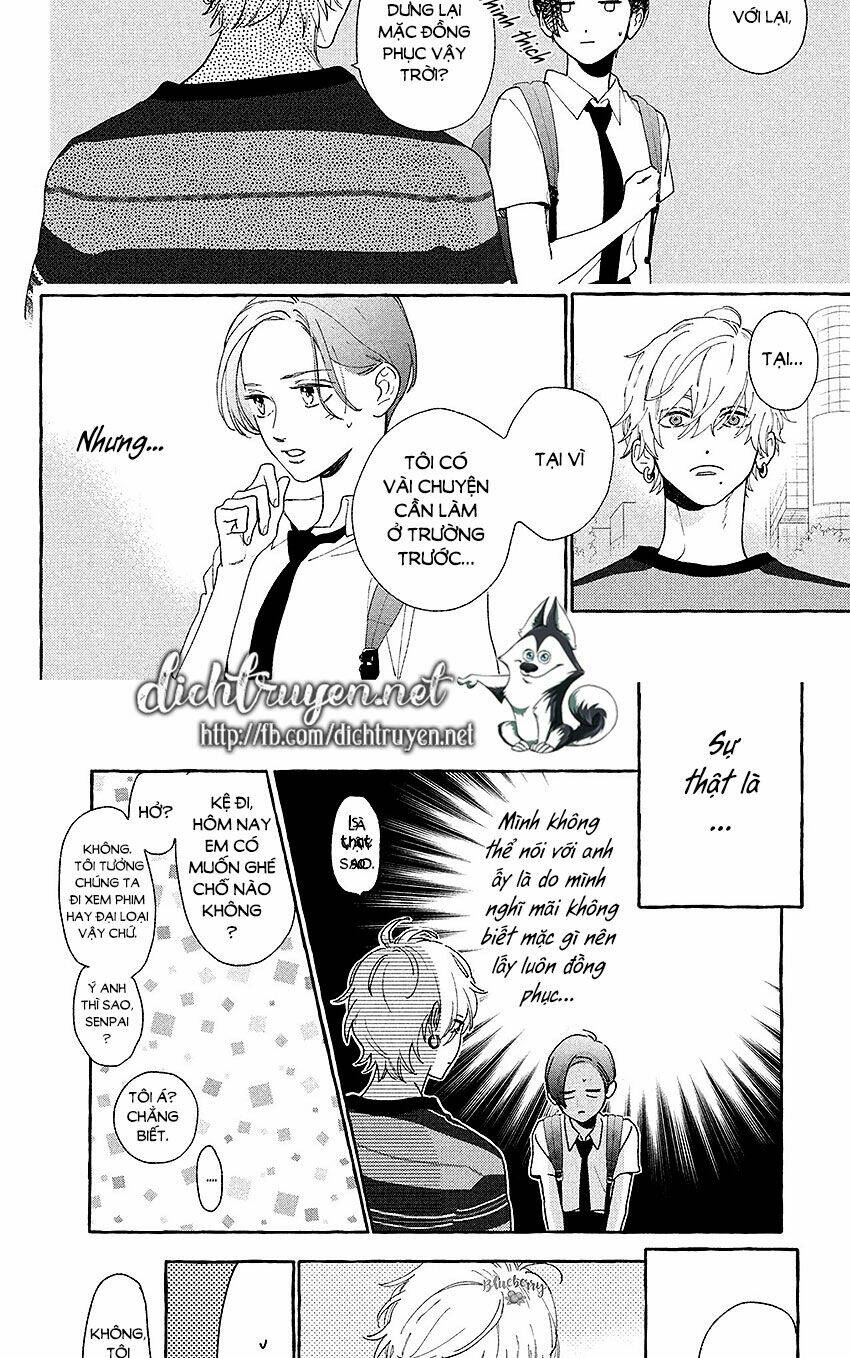 VỚI LẠI,
DƯNG LẠI
MẶC ĐỒNG
PHỤC VẬY
TRỜI?
thình thịch
TẠI...
TẠI VÌ
TÔI CÓ
VÀI CHUYỆN
CẦN LÀM
Ở TRƯỜNG
TRƯỚC...
Nhưng...
dichtruyen.net
http://fb.com/dichtruyen.net
Sự
thật là
...
Mình không
thể nói với anh
ấy là do mình
nghĩ mãi không
biết mặc gì nên
lấy luôn đồng
phục...
SAO.
KỆ ĐI,
HÔM NAY
EM CÓ
MUỐN GHÉ
CHỐ NÀO
KHÔNG
?
HỞ?
KHÔNG.
TÔI TƯỞNG
CHÚNG TA
ĐI XEM PHIM
HAY ĐẠI LOẠI
VẬY CHỨ.
Ý ANH
THÌ SAO,
SENPAI
?
TÔI Á?
CHẲNG
BIẾT.
....
Blueberry
KHÔNG,
TÔI